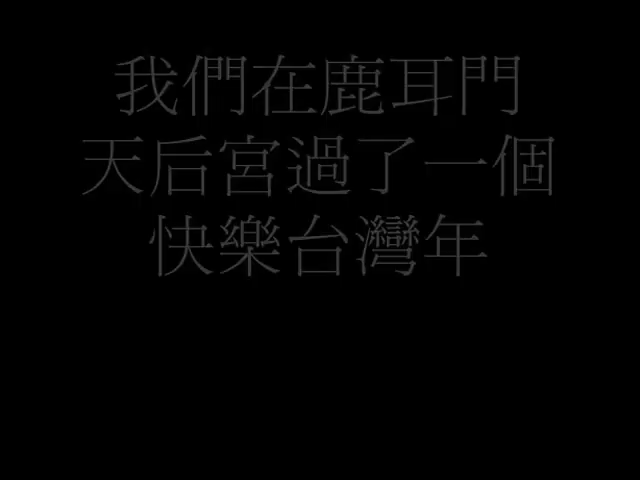 我們在鹿耳門
天后宮過了一個
快樂台灣年